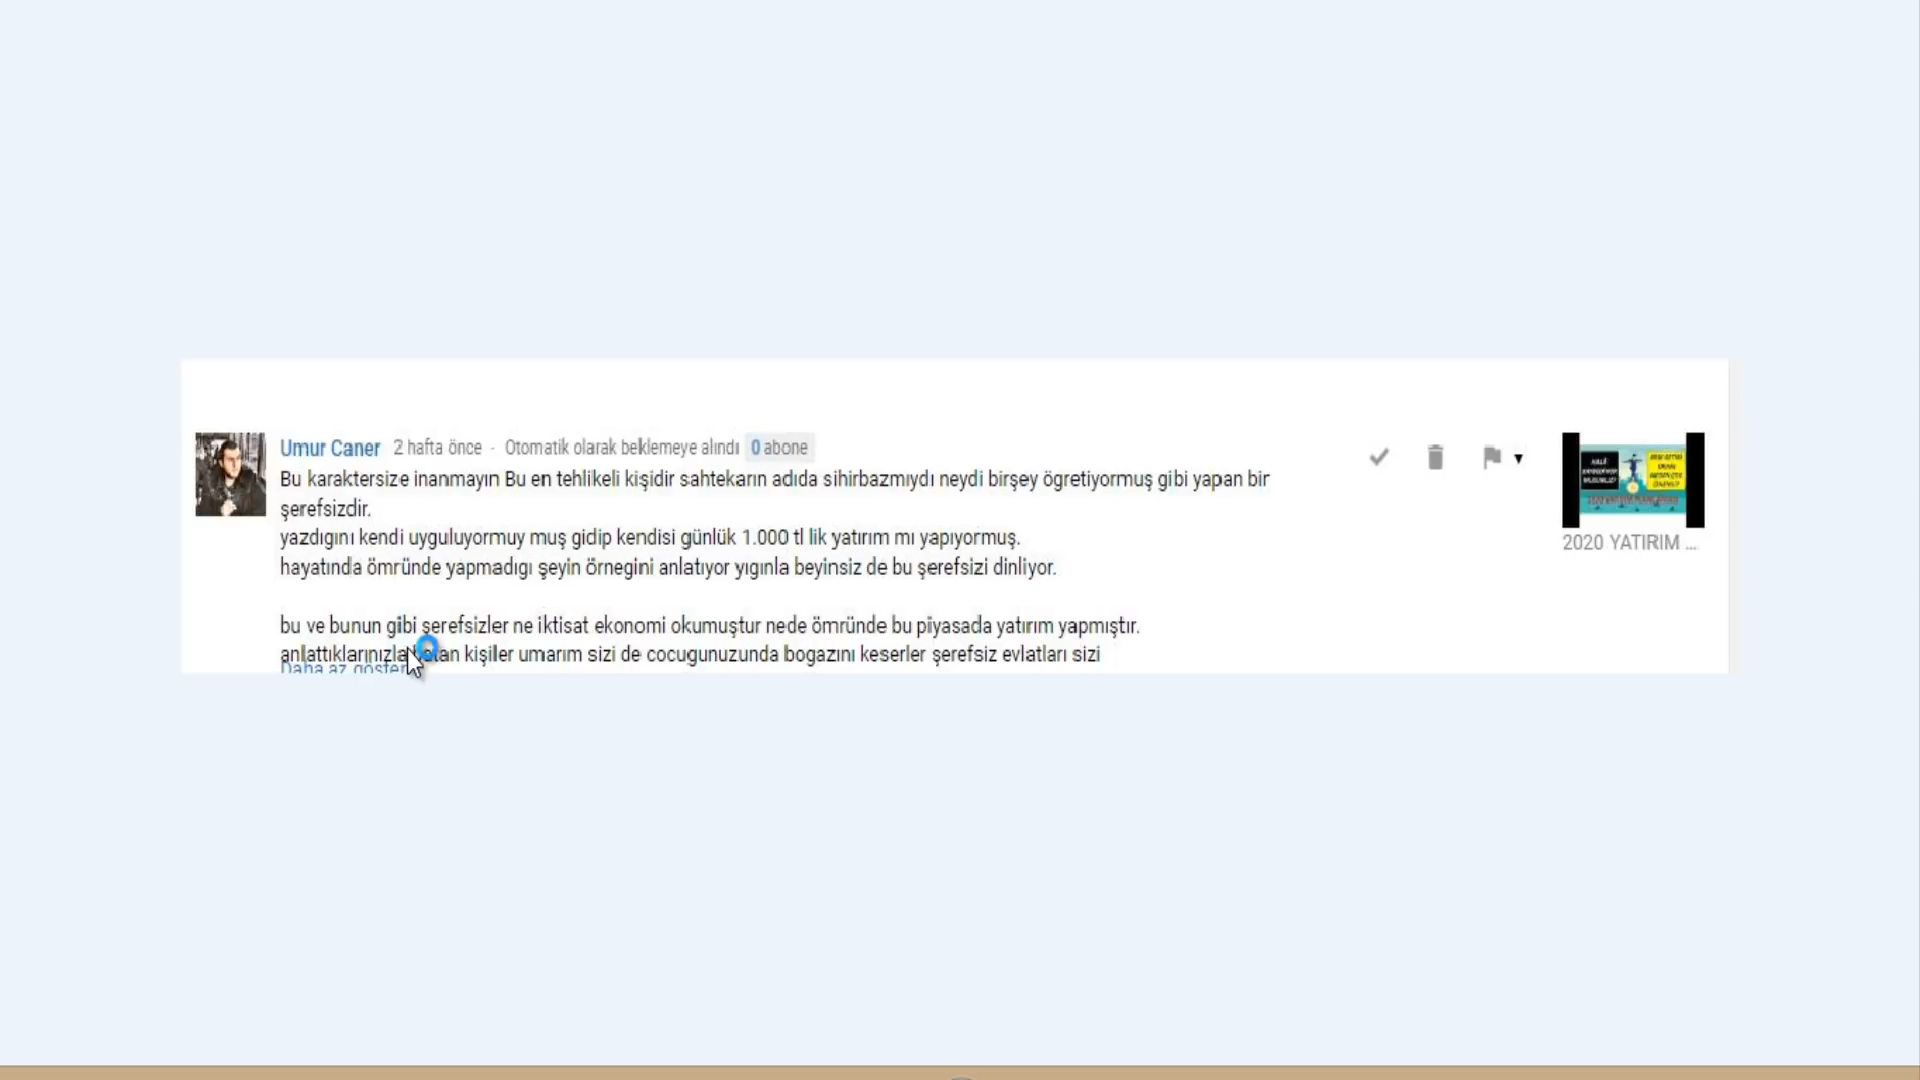 Umur Caner 2 hafta önce · Otomatik olarak beklemeye alındı 0 abone
Bu karaktersize inanmayın Bu en tehlikeli kişidir sahtekarın adıda sihirbazmıydı neydi birşey ögretiyormuş gibi yapan bir
şerefsizdir.
yazdıgını kendi uyguluyormuy muş gidip kendisi günlük 1.000 tl lik yatırım mı yapıyormuş.
hayatında ömründe yapmadıgı şeyin örnegini anlatıyor yıgınla beyinsiz de bu şerefsizi dinliyor.
bu ve bunun gibi şerefsizler ne iktisat ekonomi okumuştur nede ömründe bu piyasada yatırım yapmıştır.
anlattıklarınızla kişiler umarım sizi de cocugunuzunda bogazını keserler şerefsiz evlatları sizi
Daha az göster
2020 YATIRIM ...